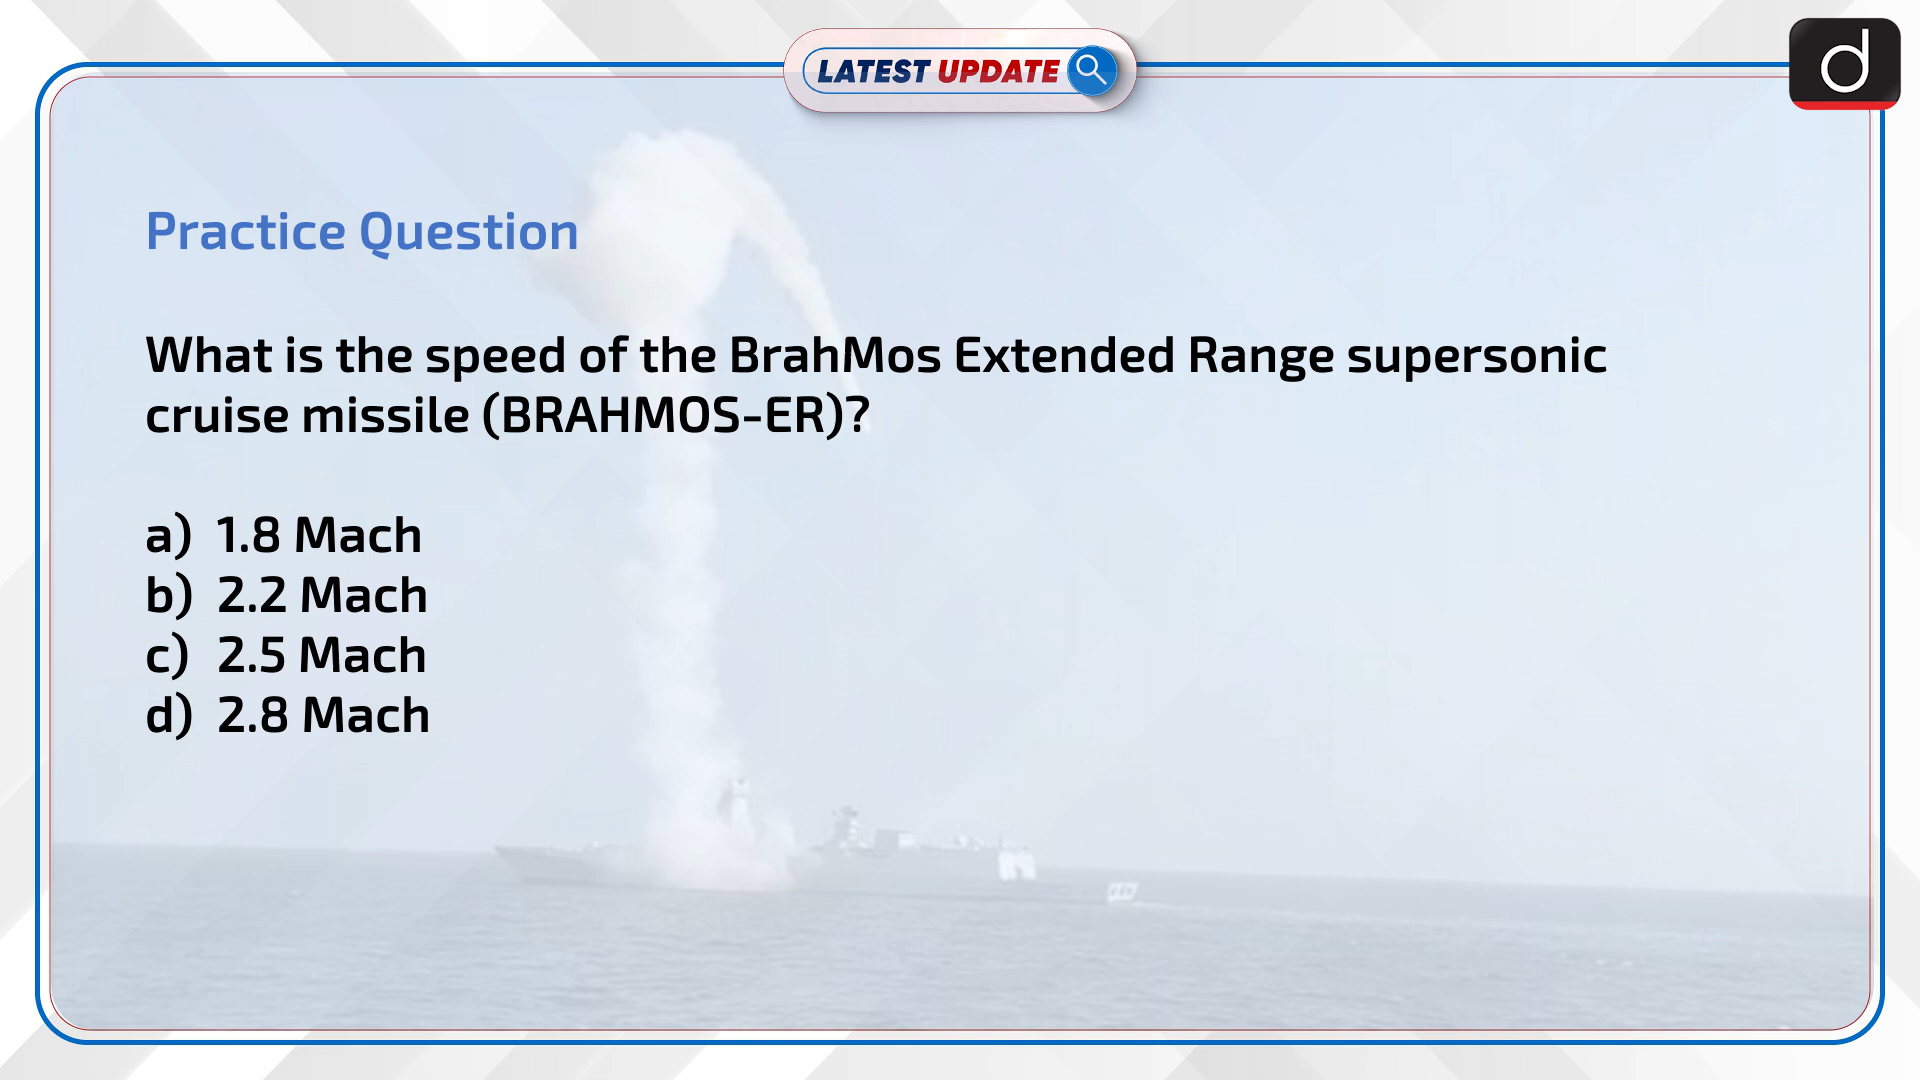 LATEST UPDATE
d
Practice Question
What is the speed of the BrahMos Extended Range supersonic
cruise missile (BRAHMOS-ER)?
a) 1.8 Mach
b) 2.2 Mach
c) 2.5 Mach
d) 2.8 Mach